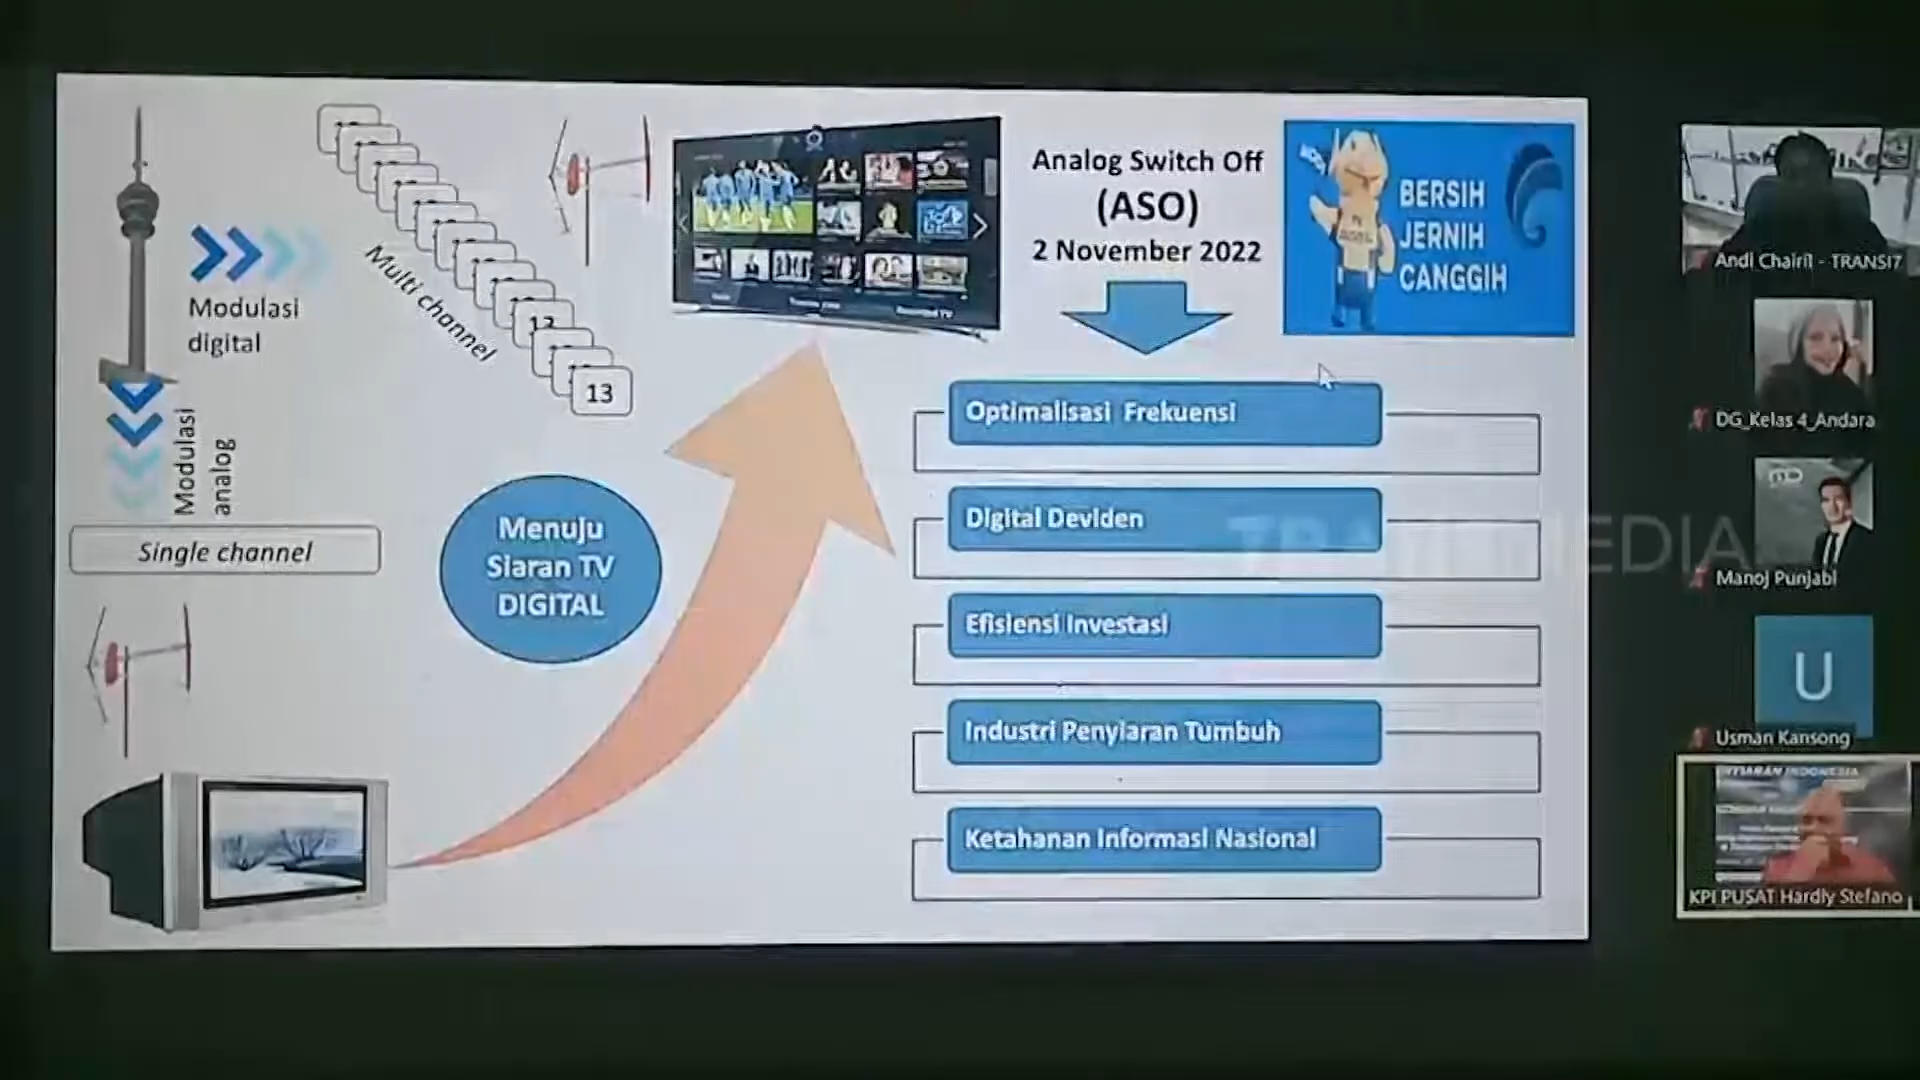 Modulasi
digital
Multi channel
13
Modulasi
analog
Single channel
Menuju
Siaran TV
DIGITAL
Analog Switch Off
(ASO)
2 November 2022
BERSIH
JERNIH
CANGGIH
Optimalisasi Frekuensi
Digital Deviden
Efisiensi Investasi
Industri Penyiaran Tumbuh
Ketahanan Informasi Nasional
Andi Chairil - TRANS|7
DG_Kelas 4_Andara
Manoj Punjabi
U
Usman Kansong
KPI PUSAT Hardly Stefano